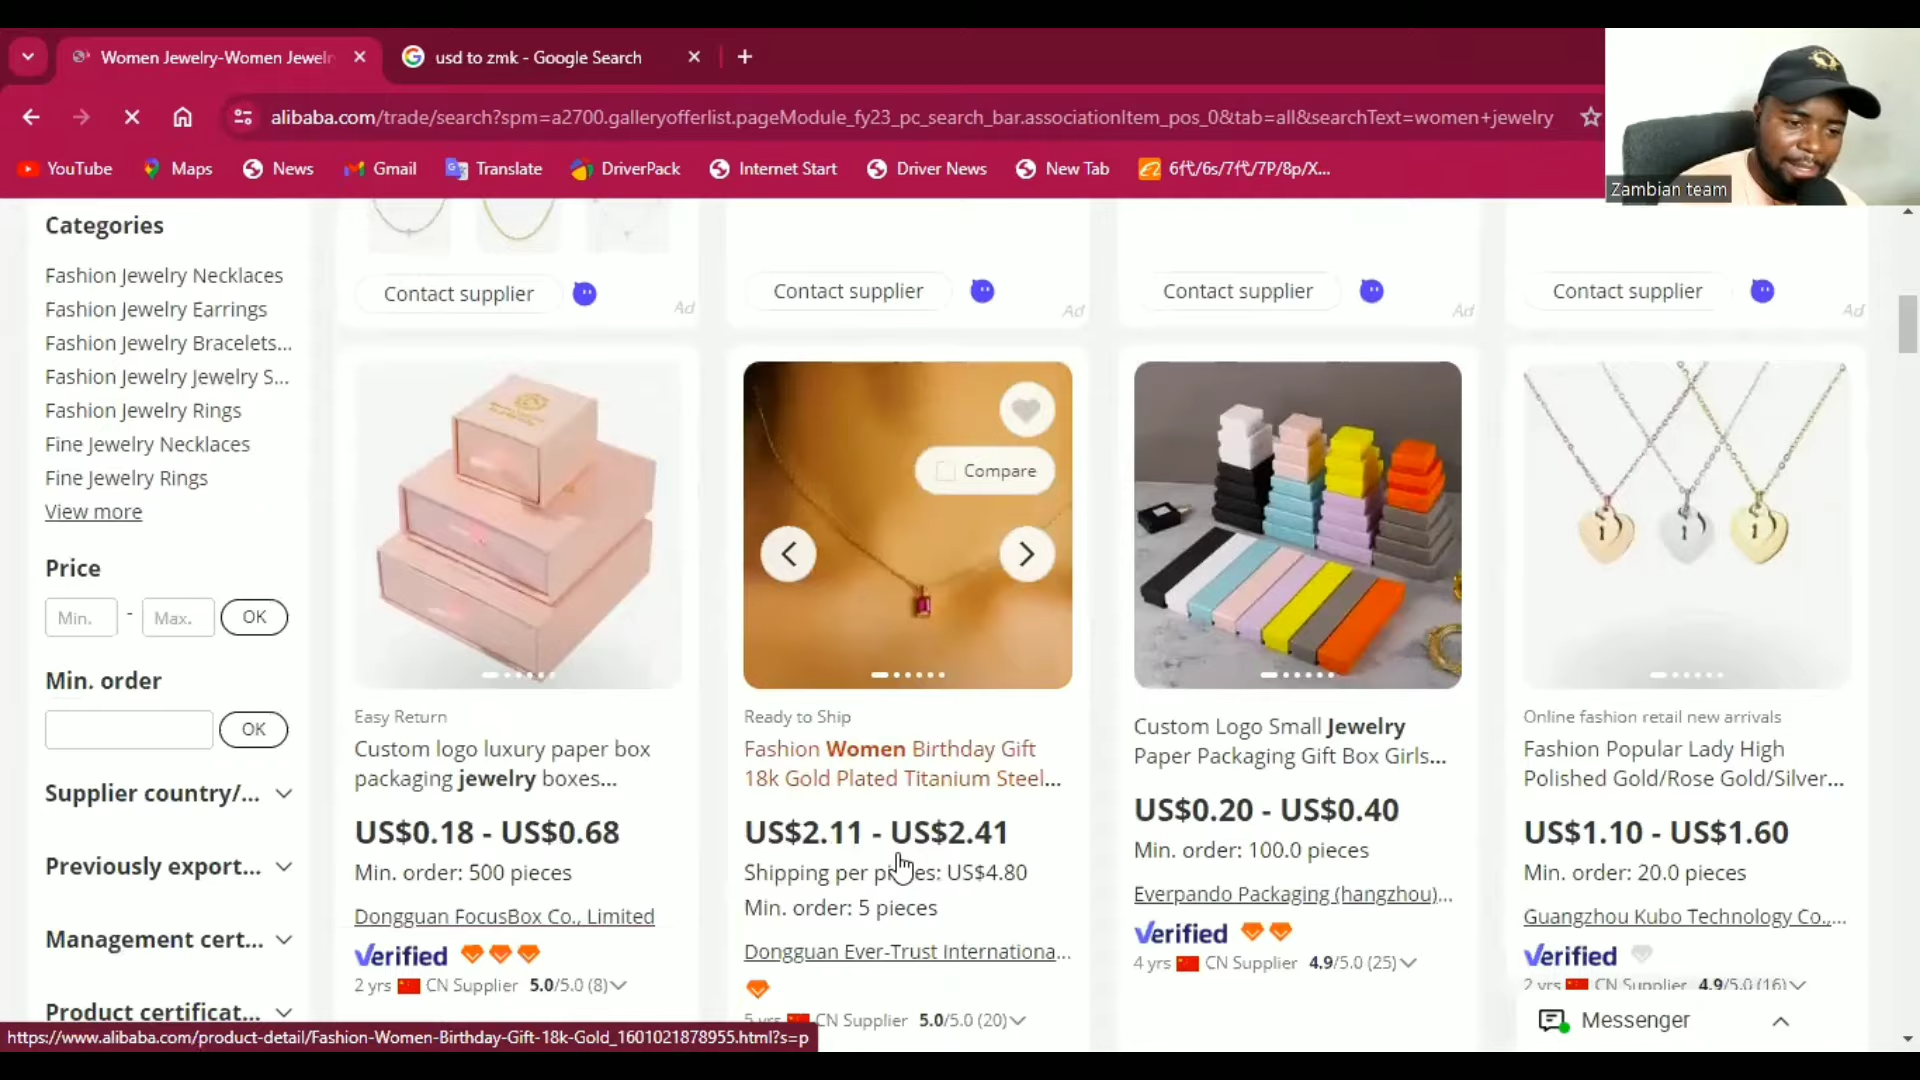 Women Jewelry-Women Jewelr
usd to zmk - Google Search
alibaba.com/trade/search?spm=a2700.galleryofferlist.pageModule_fy23_pc_search_bar.associationItem_pos_0&tab=all&searchText=women+jewelry
YouTube
Maps
News
Gmail
Translate
DriverPack
Internet Start
Driver News
New Tab
6代/6s/7代/7P/8p/X...
Zambian team
Categories
Fashion Jewelry Necklaces
Fashion Jewelry Earrings
Fashion Jewelry Bracelets...
Fashion Jewelry Jewelry S...
Fashion Jewelry Rings
Fine Jewelry Necklaces
Fine Jewelry Rings
View more
Price
Min. - Max. OK
Min. order
OK
Supplier country/...
Previously export...
Management cert...
Product certificat...
Contact supplier
Ad
Contact supplier
Ad
Contact supplier
Ad
Contact supplier
Ad
Easy Return
Custom logo luxury paper box
packaging jewelry boxes...
US$0.18 - US$0.68
Min. order: 500 pieces
Dongguan FocusBox Co., Limited
Verified
2 yrs CN Supplier 5.0/5.0 (8)
Compare
Ready to Ship
Fashion Women Birthday Gift
18k Gold Plated Titanium Steel...
US$2.11 - US$2.41
Shipping per pieces: US$4.80
Min. order: 5 pieces
Dongguan Ever-Trust Internationa...
5 yrs CN Supplier 5.0/5.0 (20)
Custom Logo Small Jewelry
Paper Packaging Gift Box Girls...
US$0.20 - US$0.40
Min. order: 100.0 pieces
Everpando Packaging (hangzhou)...
Verified
4 yrs CN Supplier 4.9/5.0 (25)
1 1 1
Online fashion retail new arrivals
Fashion Popular Lady High
Polished Gold/Rose Gold/Silver...
US$1.10 - US$1.60
Min. order: 20.0 pieces
Guangzhou Kubo Technology Co.,...
Verified
2 yrs CN Supplier 4.9/5.0 (16)
Messenger
https://www.alibaba.com/product-detail/Fashion-Women-Birthday-Gift-18k-Gold_1601021878955.html?s=p